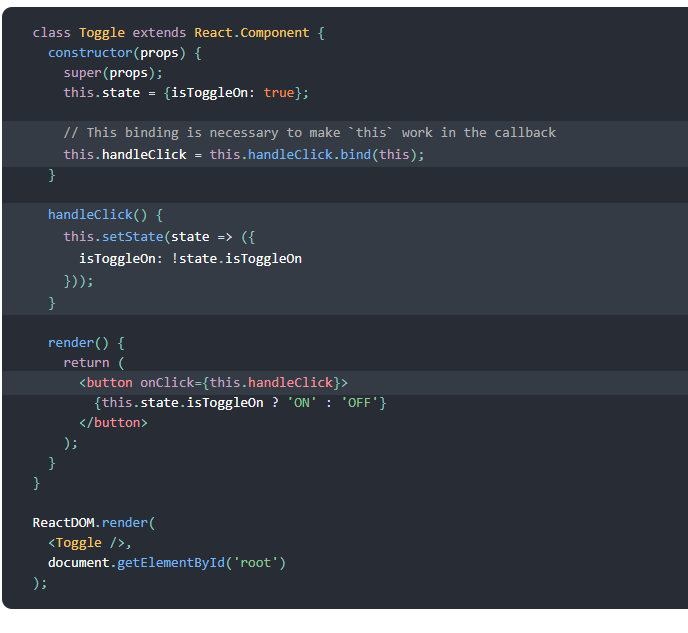 class Toggle extends React.Component {
  constructor(props) {
    super(props);
    this.state = {isToggleOn: true};

    // This binding is necessary to make `this` work in the callback
    this.handleClick = this.handleClick.bind(this);
  }

  handleClick() {
    this.setState(state => ({
      isToggleOn: !state.isToggleOn
    }));
  }

  render() {
    return (
      <button onClick={this.handleClick}>
        {this.state.isToggleOn ? 'ON' : 'OFF'}
      </button>
    );
  }
}

ReactDOM.render(
  <Toggle />,
  document.getElementById('root')
);